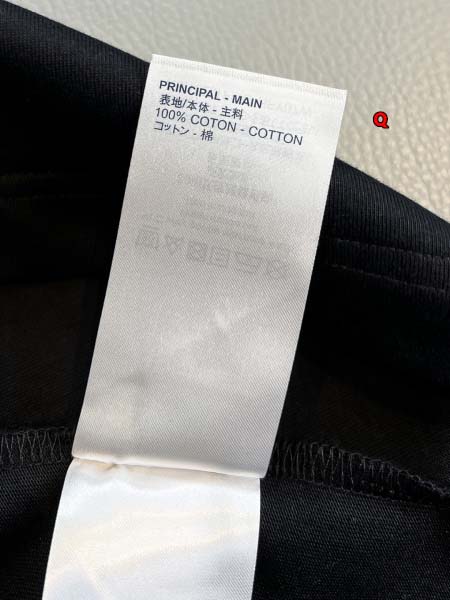 PRINCIPAL - MAIN
表地/本体 - 主料
100% COTON - COTTON
コットン - 棉
Q